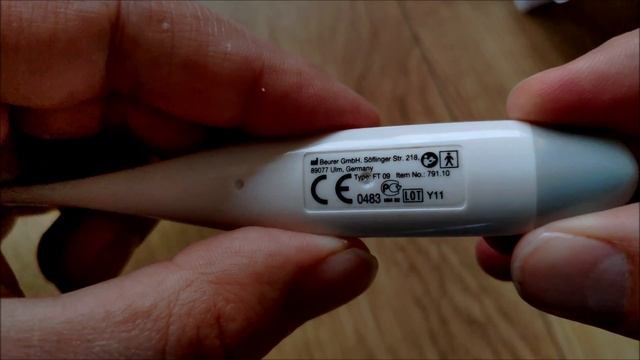 Beurer GmbH, Söflinger Str. 218,
89077 Ulm, Germany
Type: FT 09 Item No.: 791.10
CE 0483 LOT Y11